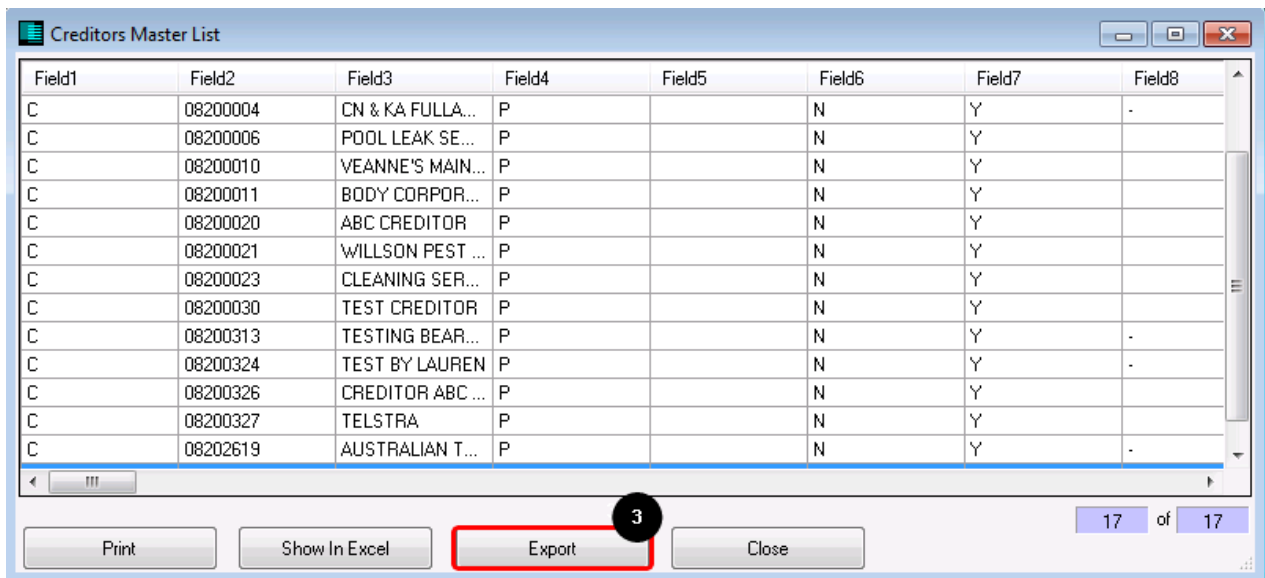 Creditors Master List
Field1 Field2 Field3 Field4 Field5 Field6 Field7 Field8
C 08200004 CN & KA FULLA... P N Y -
C 08200006 POOL LEAK SE... P N Y
C 08200010 VEANNE'S MAIN... P N Y
C 08200011 BODY CORPOR... P N Y
C 08200020 ABC CREDITOR P N Y
C 08200021 WILLSON PEST ... P N Y
C 08200023 CLEANING SER... P N Y
C 08200030 TEST CREDITOR P N Y
C 08200313 TESTING BEAR... P N Y -
C 08200324 TEST BY LAUREN P N Y -
C 08200326 CREDITOR ABC ... P N Y
C 08200327 TELSTRA P N Y
C 08202619 AUSTRALIAN T... P N Y -
3
17 of 17
Print Show In Excel Export Close